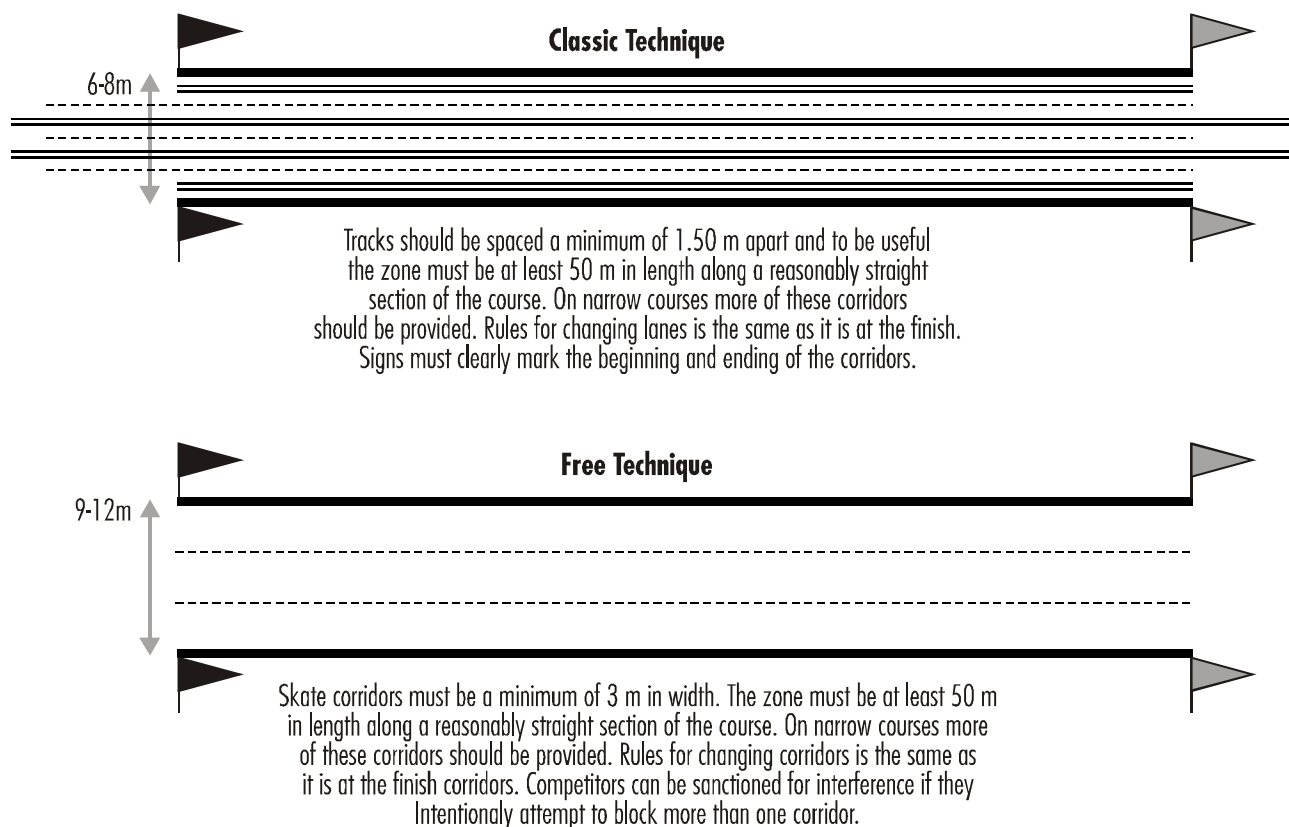 Classic Technique
6-8m
Tracks should be spaced a minimum of 1.50 m apart and to be useful
the zone must be at least 50 m in length along a reasonably straight
section of the course. On narrow courses more of these corridors
should be provided. Rules for changing lanes is the same as it is at the finish.
Signs must clearly mark the beginning and ending of the corridors.
Free Technique
9-12m
Skate corridors must be a minimum of 3 m in width. The zone must be at least 50 m
in length along a reasonably straight section of the course. On narrow courses more
of these corridors should be provided. Rules for changing corridors is the same as
it is at the finish corridors. Competitors can be sanctioned for interference if they
Intentionaly attempt to block more than one corridor.